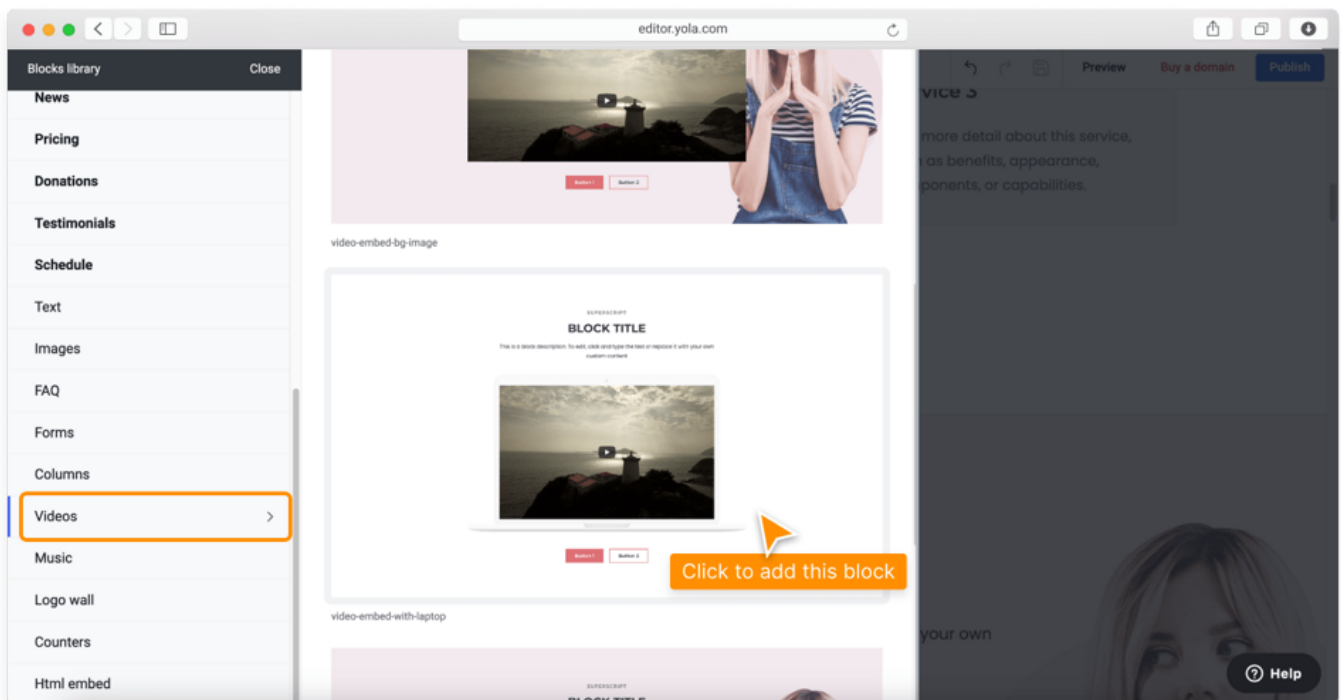 editor.yola.com
Blocks library
Close
Preview
Buy a domain
Publish
News
Pricing
Donations
Testimonials
Schedule
Text
Images
FAQ
Forms
Columns
Videos
Music
Logo wall
Counters
Html embed
Button 1
Button 2
video-embed-bg-image
SUPERSCRIPT
BLOCK TITLE
This is a block description. To edit, click and type the text or replace it with your own
custom content
Button 1
Button 2
Click to add this block
video-embed-with-laptop
SUPERSCRIPT
BLOCK TITLE
vice 3
more detail about this service,
as benefits, appearance,
ponents, or capabilities.
your own
Help